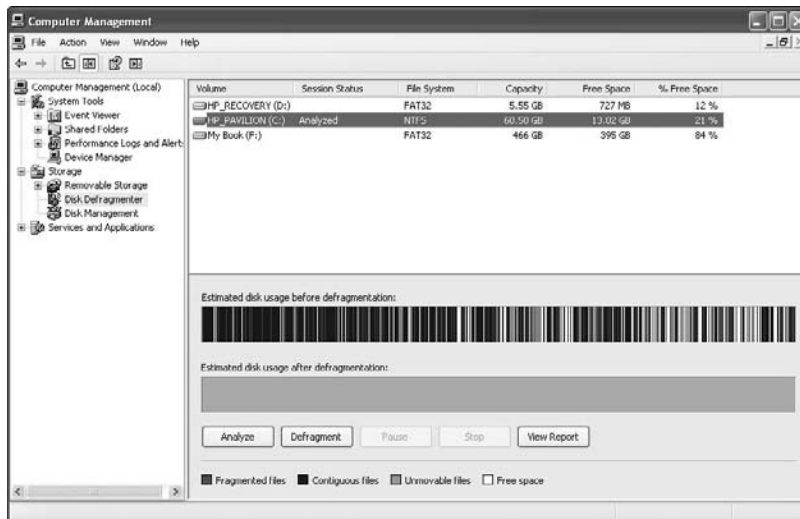 Computer Management
File Action View Window Help
Computer Management (Local)
System Tools
Event Viewer
Shared Folders
Performance Logs and Alert:
Device Manager
Storage
Removable Storage
Disk Defragmenter
Disk Management
Services and Applications
Volume Session Status File System Capacity Free Space % Free Space
HP_RECOVERY (D:) FAT32 5.55 GB 727 MB 12 %
HP_PAVILION (C:) Analyzed NTFS 60.50 GB 13.02 GB 21 %
My Book (F:) FAT32 466 GB 395 GB 84 %
Estimated disk usage before defragmentation:
Estimated disk usage after defragmentation:
Analyze Defragment Pause Stop View Report
Fragmented files Contiguous files Unmovable files Free space